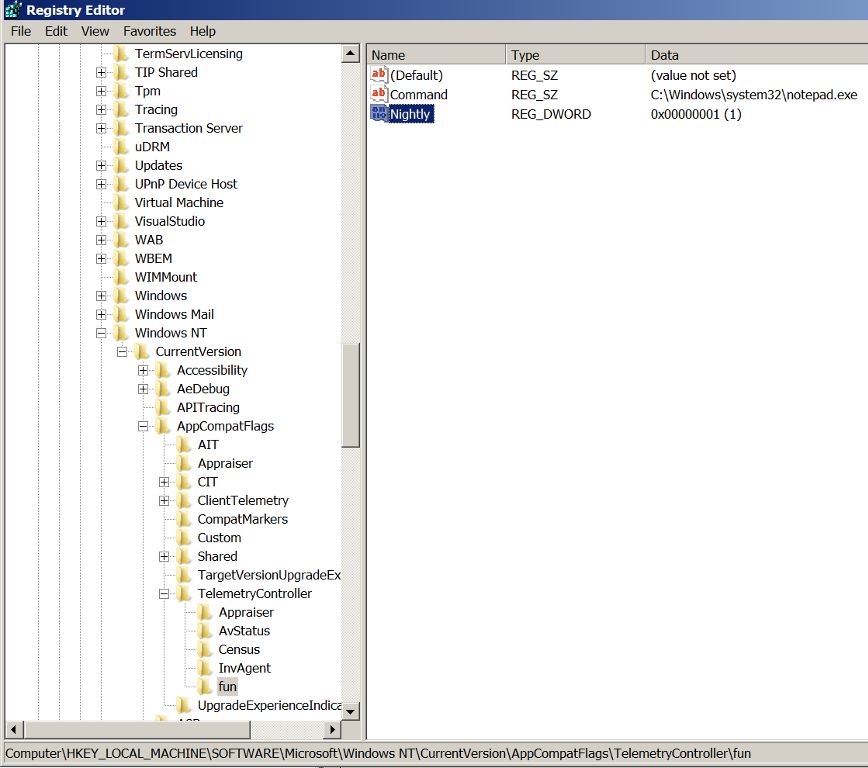 Registry Editor
File Edit View Favorites Help
TermServLicensing
TIP Shared
Tpm
Tracing
Transaction Server
uDRM
Updates
UPnP Device Host
Virtual Machine
VisualStudio
WAB
WBEM
WIMMount
Windows
Windows Mail
Windows NT
CurrentVersion
Accessibility
AeDebug
APITracing
AppCompatFlags
AIT
Appraiser
CIT
ClientTelemetry
CompatMarkers
Custom
Shared
TargetVersionUpgradeEx
TelemetryController
Appraiser
AvStatus
Census
InvAgent
fun
UpgradeExperienceIndica
Name Type Data
(Default) REG_SZ (value not set)
Command REG_SZ C:\Windows\system32\notepad.exe
Nightly REG_DWORD 0x00000001 (1)
Computer\HKEY_LOCAL_MACHINE\SOFTWARE\Microsoft\Windows NT\CurrentVersion\AppCompatFlags\TelemetryController\fun